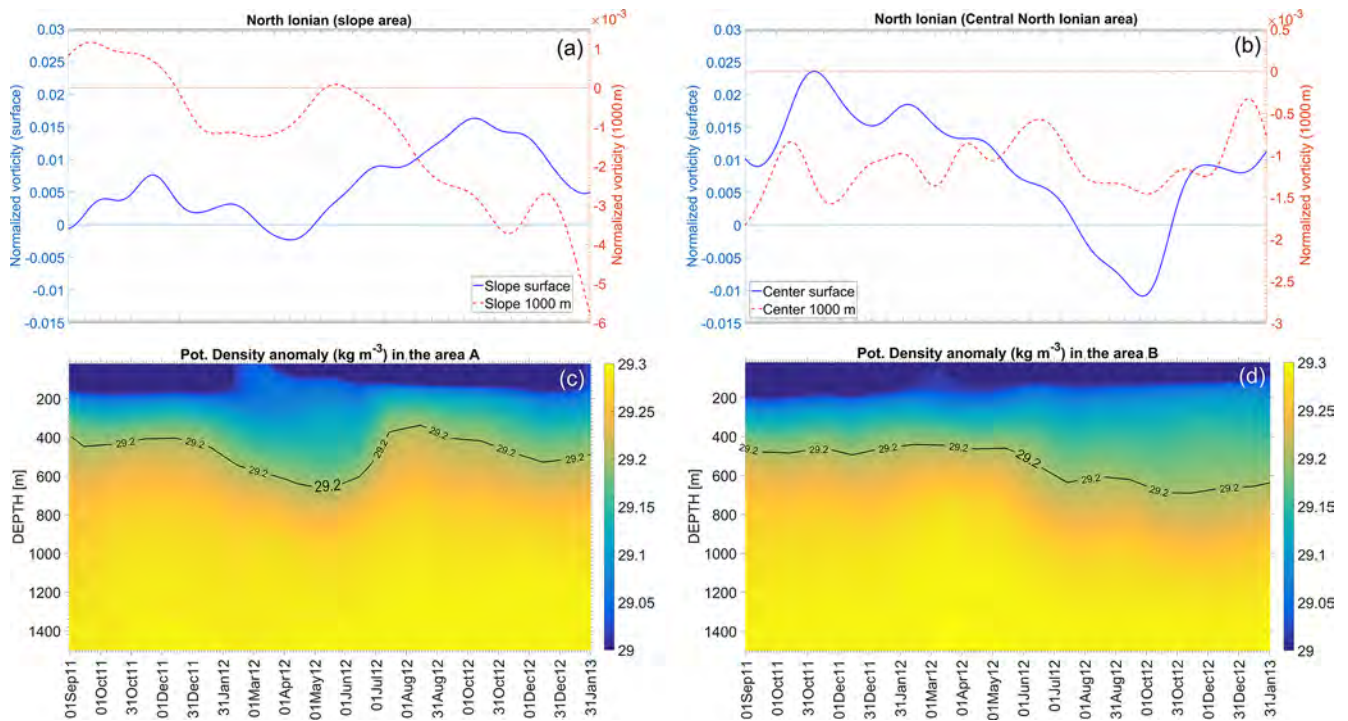 North Ionian (slope area)
×10⁻³
(a)
0.03
0.025
0.02
0.015
0.01
0.005
0
-0.005
-0.01
-0.015
Normalized vorticity (surface)
1
0
-1
-2
-3
-4
-5
-6
Normalized vorticity (1000 m)
Slope surface
Slope 1000 m
North Ionian (Central North Ionian area)
×10⁻³
(b)
0.03
0.025
0.02
0.015
0.01
0.005
0
-0.005
-0.01
-0.015
Normalized vorticity (surface)
0.5
0
-0.5
-1
-1.5
-2
-2.5
-3
Normalized vorticity (1000 m)
Center surface
Center 1000 m
Pot. Density anomaly (kg m⁻³) in the area A
(c)
200
400
600
800
1000
1200
1400
DEPTH [m]
29.2
29.2
29.2
29.2
29.2
29.2
29.2
29.2
29.2
29.2
29.3
29.25
29.2
29.15
29.1
29.05
29
01Sep11
01Oct11
31Oct11
01Dec11
31Dec11
31Jan12
01Mar12
01Apr12
01May12
01Jun12
01Jul12
01Aug12
31Aug12
01Oct12
31Oct12
01Dec12
31Dec12
31Jan13
Pot. Density anomaly (kg m⁻³) in the area B
(d)
200
400
600
800
1000
1200
1400
DEPTH [m]
29.2
29.2
29.2
29.2
29.2
29.2
29.2
29.2
29.2
29.2
29.3
29.25
29.2
29.15
29.1
29.05
29
01Sep11
01Oct11
31Oct11
01Dec11
31Dec11
31Jan12
01Mar12
01Apr12
01May12
01Jun12
01Jul12
01Aug12
31Aug12
01Oct12
31Oct12
01Dec12
31Dec12
31Jan13